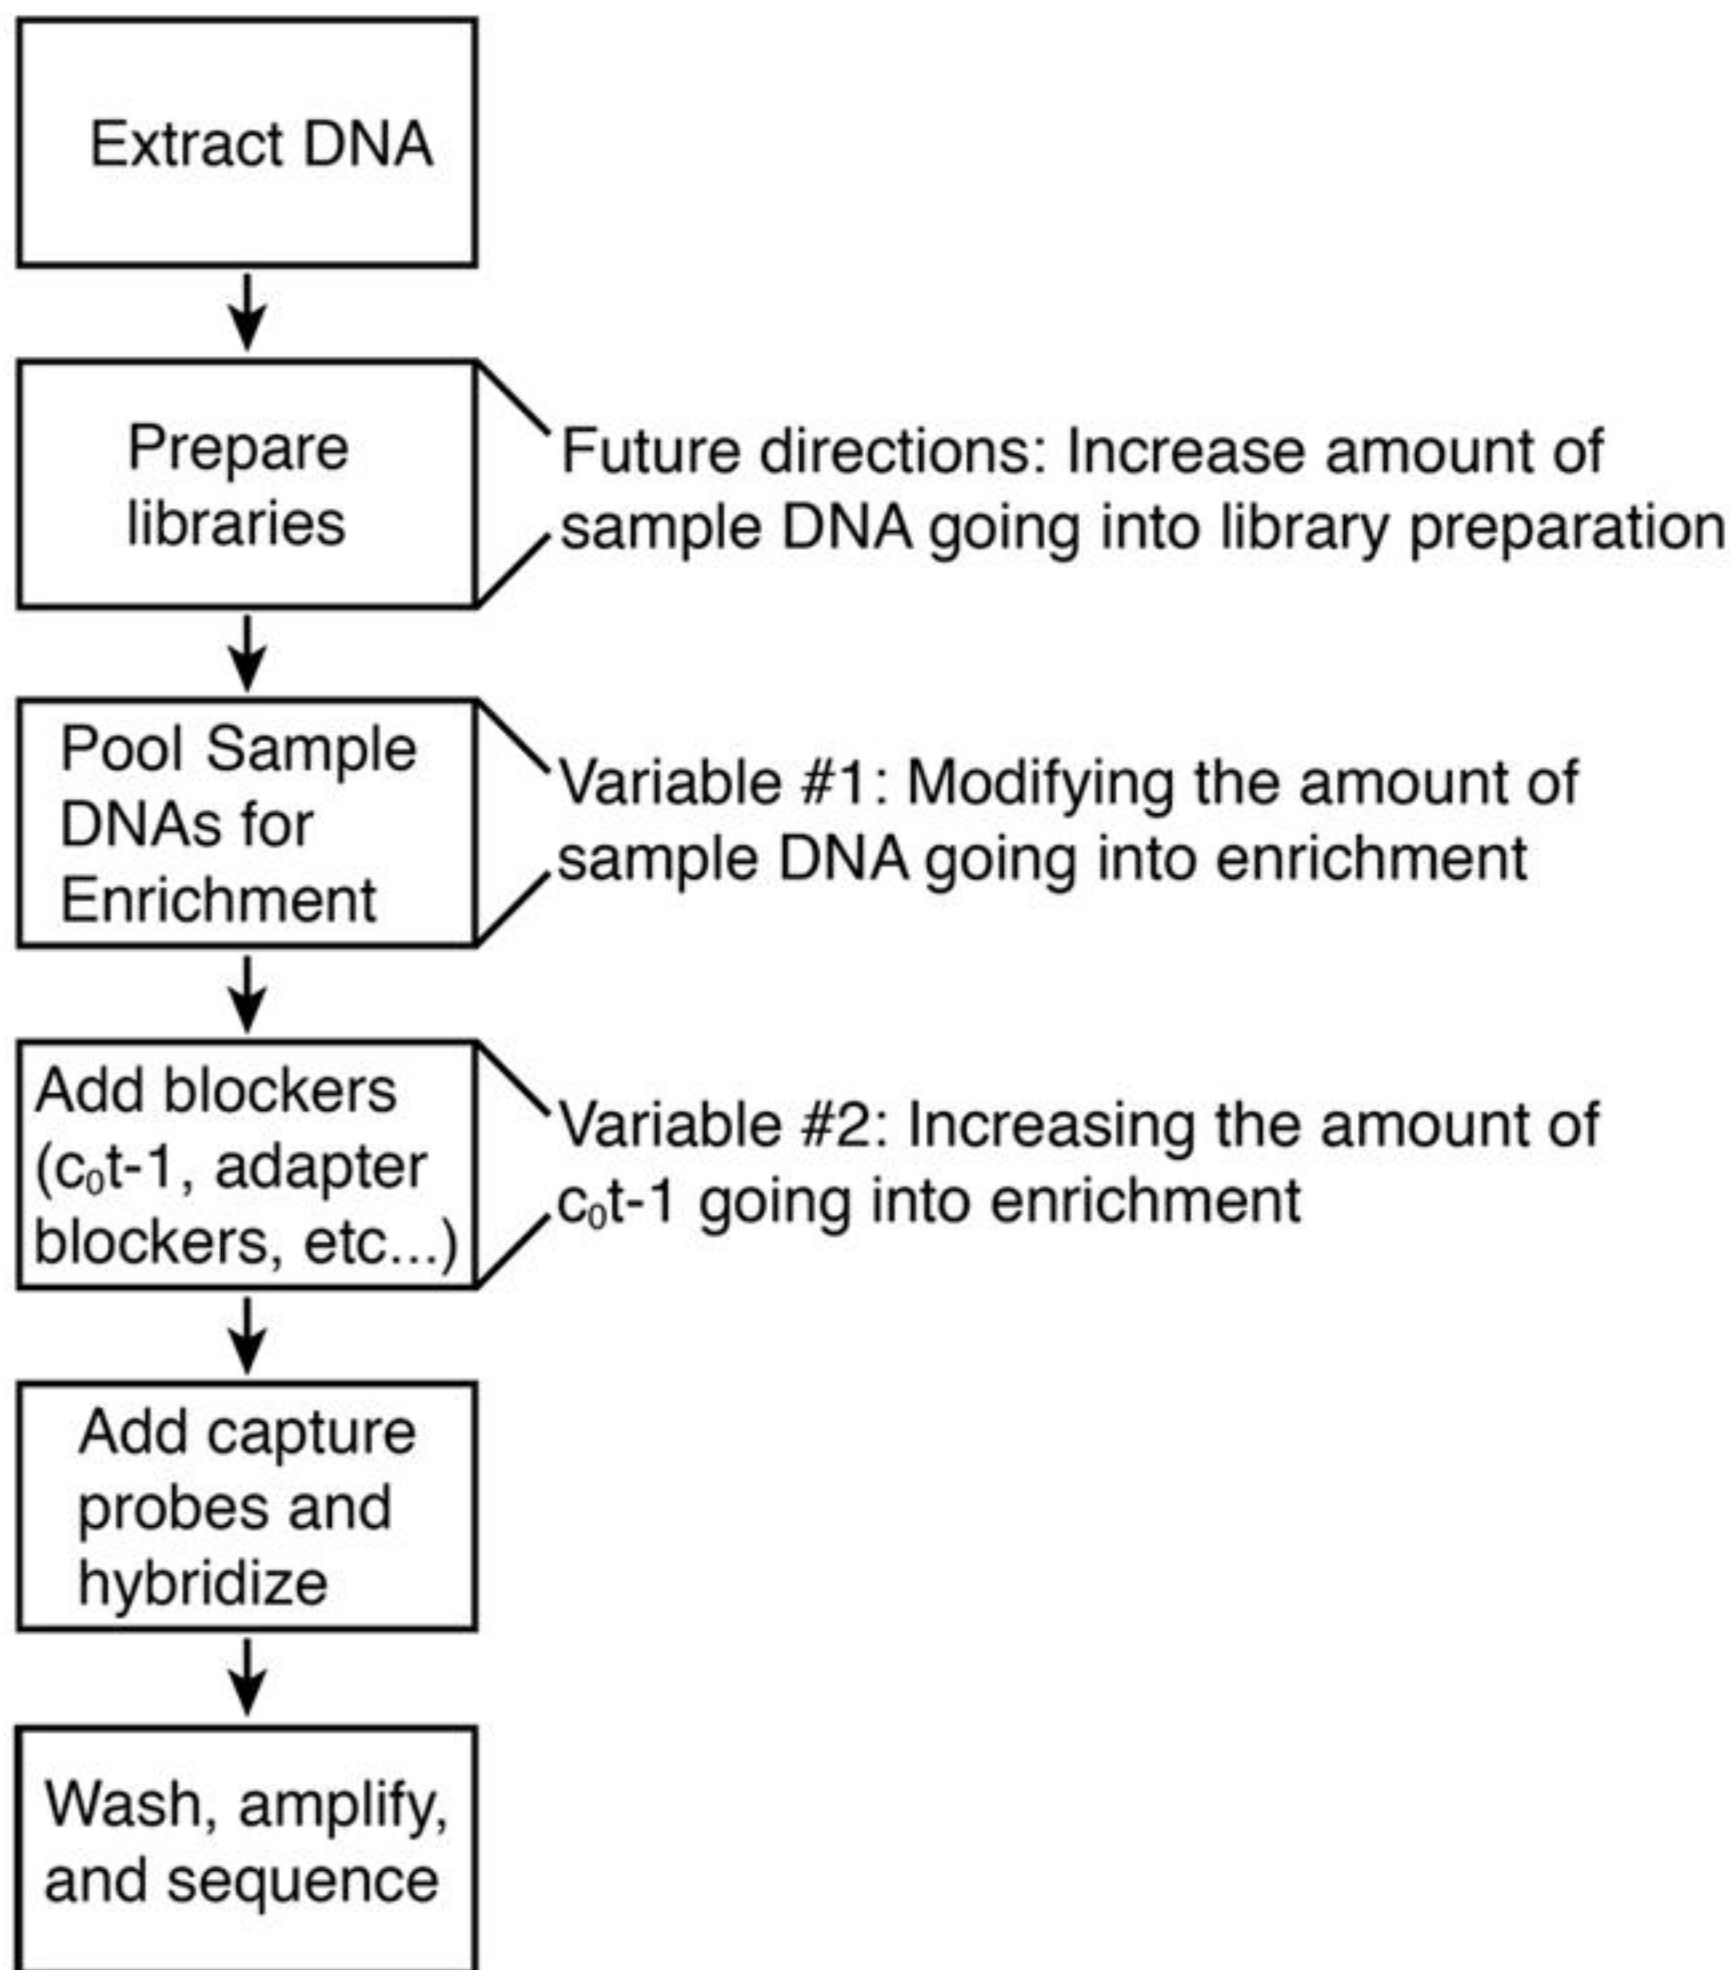 Extract DNA
Prepare
libraries
Future directions: Increase amount of
sample DNA going into library preparation
Pool Sample
DNAs for
Enrichment
Variable #1: Modifying the amount of
sample DNA going into enrichment
Add blockers
(c₀t-1, adapter
blockers, etc...)
Variable #2: Increasing the amount of
c₀t-1 going into enrichment
Add capture
probes and
hybridize
Wash, amplify,
and sequence